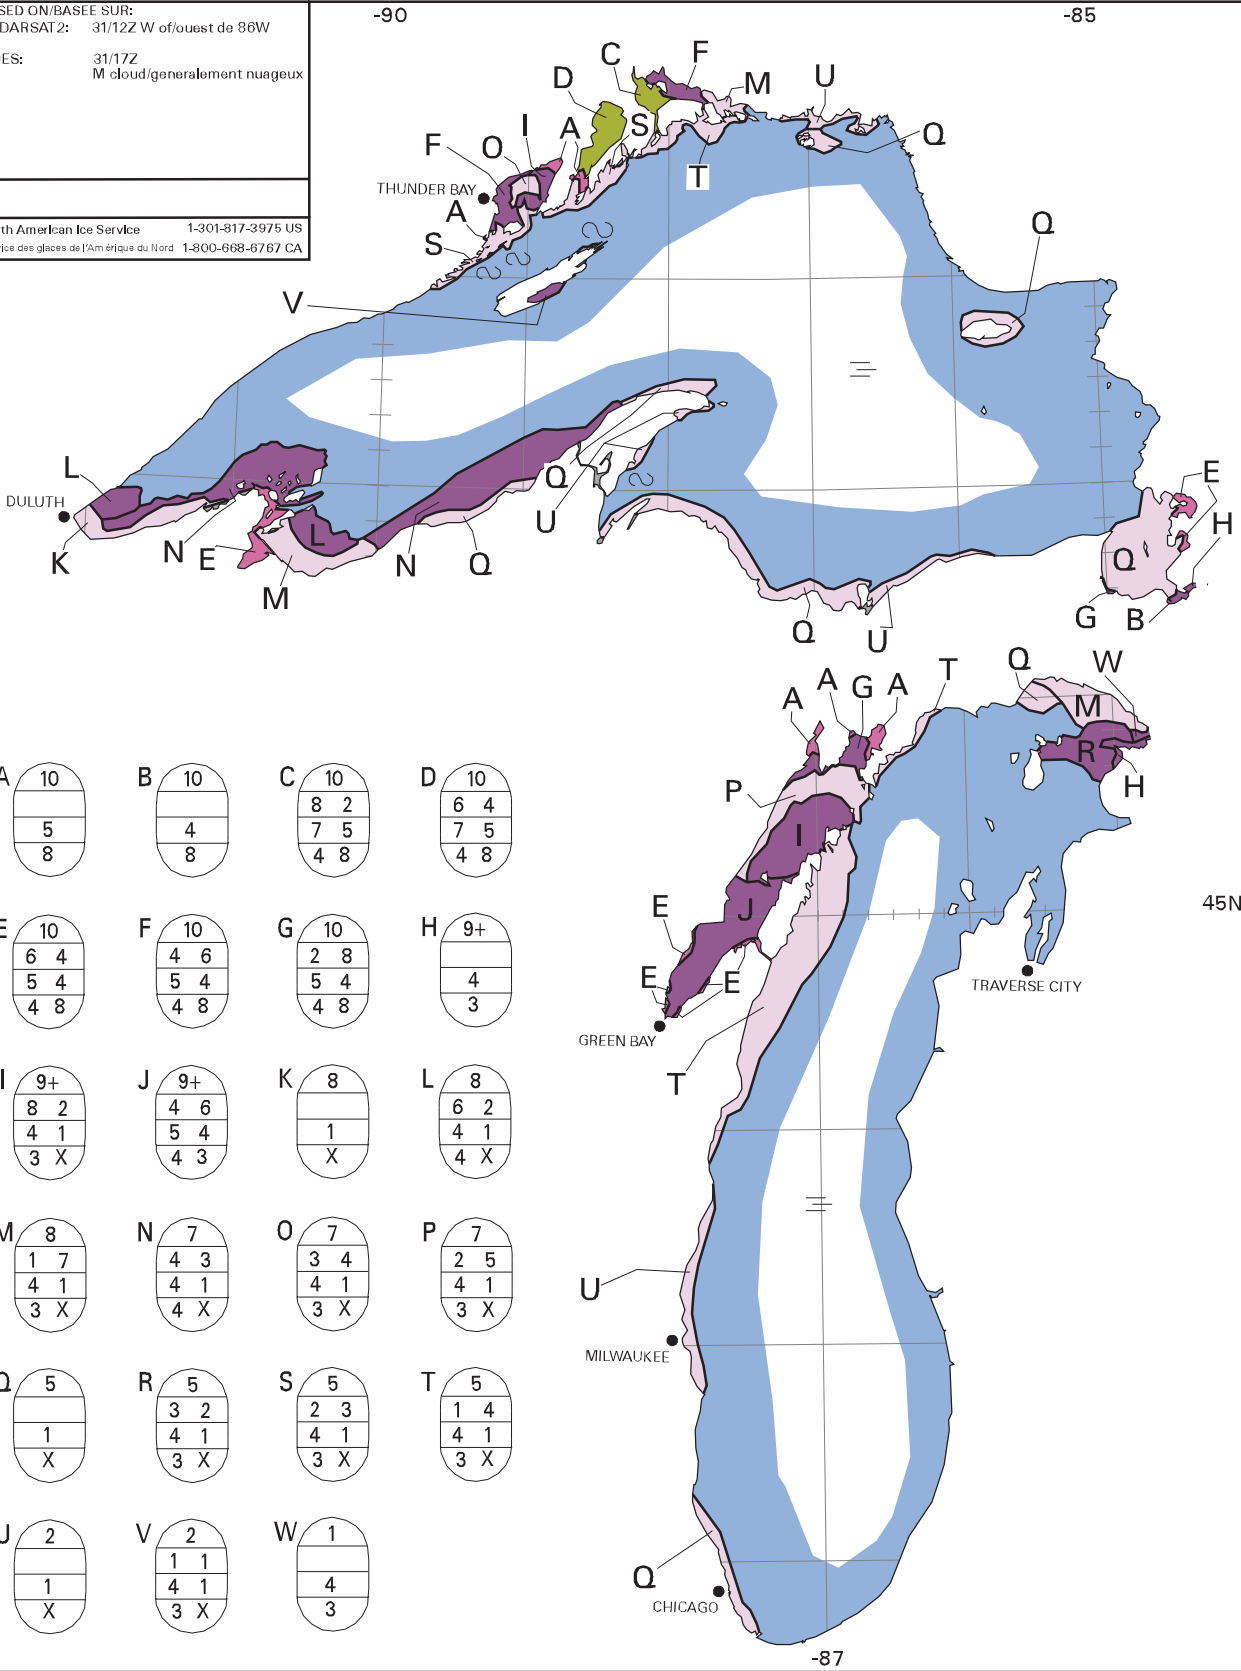 -90
-85
SED ON/BASEE SUR:
DARSAT2: 31/12Z W of/ouest de 86W
ES: 31/17Z
M cloud/generalement nuageux
rth American Ice Service 1-301-817-3975 US
vice des glaces de l'Amérique du Nord 1-800-668-6767 CA
C F M U
D
I A S
F O
T Q
THUNDER BAY
A
S
Q
V
L
DULUTH
K N E
L
M N Q
Q
U
E
H
Q
G B
Q U
Q W
T
M
A A G A
R
H
P
I
J
E
45N
E E
TRAVERSE CITY
GREEN BAY
T
U
MILWAUKEE
Q
CHICAGO
-87
A 10
5
8
B 10
4
8
C 10
8 2
7 5
4 8
D 10
6 4
7 5
4 8
E 10
6 4
5 4
4 8
F 10
4 6
5 4
4 8
G 10
2 8
5 4
4 8
H 9+
4
3
I 9+
8 2
4 1
3 X
J 9+
4 6
5 4
4 3
K 8
1
X
L 8
6 2
4 1
4 X
M 8
1 7
4 1
3 X
N 7
4 3
4 1
4 X
O 7
3 4
4 1
3 X
P 7
2 5
4 1
3 X
Q 5
1
X
R 5
3 2
4 1
3 X
S 5
2 3
4 1
3 X
T 5
1 4
4 1
3 X
U 2
1
X
V 2
1 1
4 1
3 X
W 1
4
3